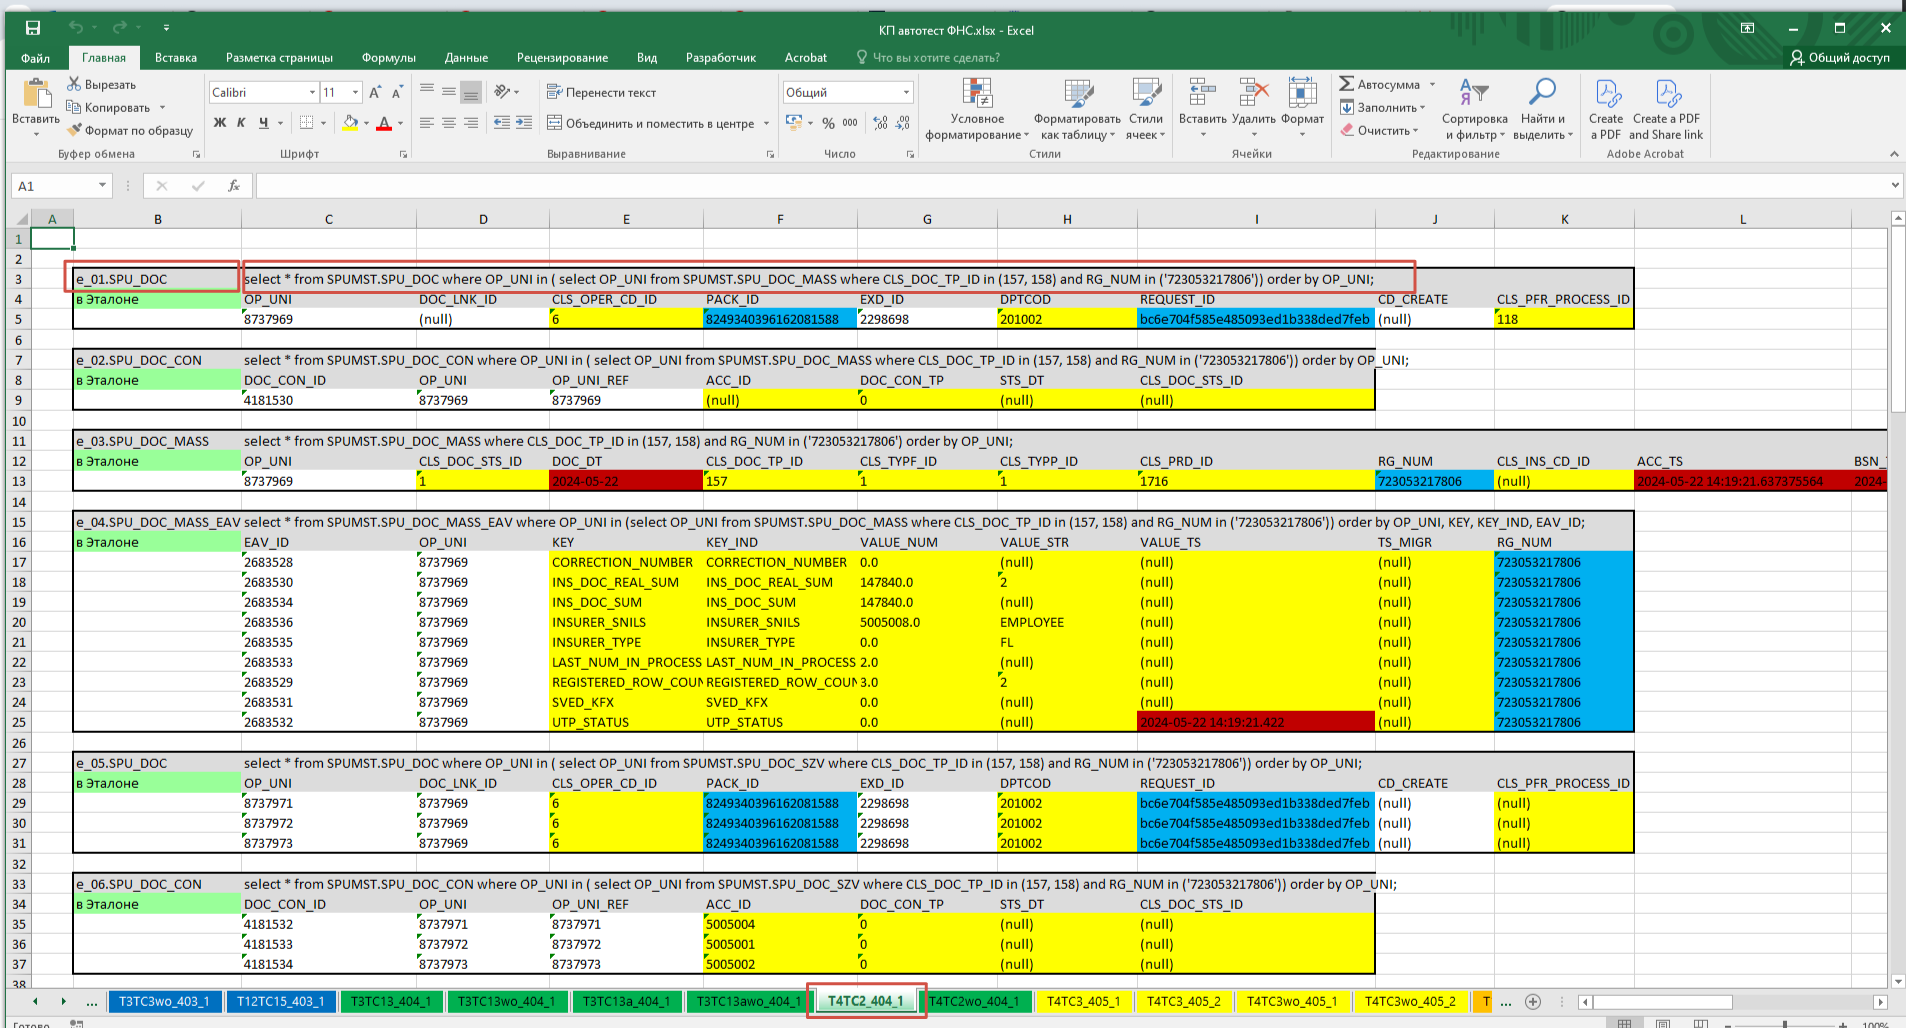 КП автотест ФНС.xlsx - Excel
Файл Главная Вставка Разметка страницы Формулы Данные Рецензирование Вид Разработчик Acrobat Что вы хотите сделать? Общий доступ
Вставить
Вырезать
Копировать
Формат по образцу
Буфер обмена
Calibri 11
Ж К Ч
Шрифт
Перенести текст
Объединить и поместить в центре
Выравнивание
Общий
% 000
Число
Условное форматирование
Форматировать как таблицу
Стили ячеек
Стили
Вставить Удалить Формат
Ячейки
Автосумма
Заполнить
Очистить
Сортировка и фильтр
Найти и выделить
Редактирование
Create a PDF
Create a PDF and Share link
Adobe Acrobat
A1 fx
A B C D E F G H I J K L
1
2
3 e_01.SPU_DOC select * from SPUMST.SPU_DOC where OP_UNI in ( select OP_UNI from SPUMST.SPU_DOC_MASS where CLS_DOC_TP_ID in (157, 158) and RG_NUM in ('723053217806')) order by OP_UNI;
4 в Эталоне OP_UNI DOC_LNK_ID CLS_OPER_CD_ID PACK_ID EXD_ID DPTCOD REQUEST_ID CD_CREATE CLS_PFR_PROCESS_ID
5 8737969 (null) 6 8249340396162081588 2298698 201002 bc6e704f585e485093ed1b338ded7feb (null) 118
6
7 e_02.SPU_DOC_CON select * from SPUMST.SPU_DOC_CON where OP_UNI in ( select OP_UNI from SPUMST.SPU_DOC_MASS where CLS_DOC_TP_ID in (157, 158) and RG_NUM in ('723053217806')) order by OP_UNI;
8 в Эталоне DOC_CON_ID OP_UNI OP_UNI_REF ACC_ID DOC_CON_TP STS_DT CLS_DOC_STS_ID
9 4181530 8737969 8737969 (null) 0 (null) (null)
10
11 e_03.SPU_DOC_MASS select * from SPUMST.SPU_DOC_MASS where CLS_DOC_TP_ID in (157, 158) and RG_NUM in ('723053217806') order by OP_UNI;
12 в Эталоне OP_UNI CLS_DOC_STS_ID DOC_DT CLS_DOC_TP_ID CLS_TYPF_ID CLS_TYPP_ID CLS_PRD_ID RG_NUM CLS_INS_CD_ID ACC_TS BSN_
13 8737969 1 2024-05-22 157 1 1 1716 723053217806 (null) 2024-05-22 14:19:21.637375564 2024-
14
15 e_04.SPU_DOC_MASS_EAV select * from SPUMST.SPU_DOC_MASS_EAV where OP_UNI in (select OP_UNI from SPUMST.SPU_DOC_MASS where CLS_DOC_TP_ID in (157, 158) and RG_NUM in ('723053217806')) order by OP_UNI, KEY, KEY_IND, EAV_ID;
16 в Эталоне EAV_ID OP_UNI KEY KEY_IND VALUE_NUM VALUE_STR VALUE_TS TS_MIGR RG_NUM
17 2683528 8737969 CORRECTION_NUMBER CORRECTION_NUMBER 0.0 (null) (null) (null) 723053217806
18 2683530 8737969 INS_DOC_REAL_SUM INS_DOC_REAL_SUM 147840.0 2 (null) (null) 723053217806
19 2683534 8737969 INS_DOC_SUM INS_DOC_SUM 147840.0 (null) (null) (null) 723053217806
20 2683536 8737969 INSURER_SNILS INSURER_SNILS 5005008.0 EMPLOYEE (null) (null) 723053217806
21 2683535 8737969 INSURER_TYPE INSURER_TYPE 0.0 FL (null) (null) 723053217806
22 2683533 8737969 LAST_NUM_IN_PROCESS LAST_NUM_IN_PROCESS 2.0 (null) (null) (null) 723053217806
23 2683529 8737969 REGISTERED_ROW_COUN REGISTERED_ROW_COUN 3.0 2 (null) (null) 723053217806
24 2683531 8737969 SVED_KFX SVED_KFX 0.0 (null) (null) (null) 723053217806
25 2683532 8737969 UTP_STATUS UTP_STATUS 0.0 (null) 2024-05-22 14:19:21.422 (null) 723053217806
26
27 e_05.SPU_DOC select * from SPUMST.SPU_DOC where OP_UNI in ( select OP_UNI from SPUMST.SPU_DOC_SZV where CLS_DOC_TP_ID in (157, 158) and RG_NUM in ('723053217806')) order by OP_UNI;
28 в Эталоне OP_UNI DOC_LNK_ID CLS_OPER_CD_ID PACK_ID EXD_ID DPTCOD REQUEST_ID CD_CREATE CLS_PFR_PROCESS_ID
29 8737971 8737969 6 8249340396162081588 2298698 201002 bc6e704f585e485093ed1b338ded7feb (null) (null)
30 8737972 8737969 6 8249340396162081588 2298698 201002 bc6e704f585e485093ed1b338ded7feb (null) (null)
31 8737973 8737969 6 8249340396162081588 2298698 201002 bc6e704f585e485093ed1b338ded7feb (null) (null)
32
33 e_06.SPU_DOC_CON select * from SPUMST.SPU_DOC_CON where OP_UNI in ( select OP_UNI from SPUMST.SPU_DOC_SZV where CLS_DOC_TP_ID in (157, 158) and RG_NUM in ('723053217806')) order by OP_UNI;
34 в Эталоне DOC_CON_ID OP_UNI OP_UNI_REF ACC_ID DOC_CON_TP STS_DT CLS_DOC_STS_ID
35 4181532 8737971 8737971 5005004 0 (null) (null)
36 4181533 8737972 8737972 5005001 0 (null) (null)
37 4181534 8737973 8737973 5005002 0 (null) (null)
38
... T3TC3wo_403_1 T12TC15_403_1 T3TC13_404_1 T3TC13wo_404_1 T3TC13a_404_1 T3TC13awo_404_1 T4TC2_404_1 T4TC2wo_404_1 T4TC3_405_1 T4TC3_405_2 T4TC3wo_405_1 T4TC3wo_405_2 T ...
Готово 100%